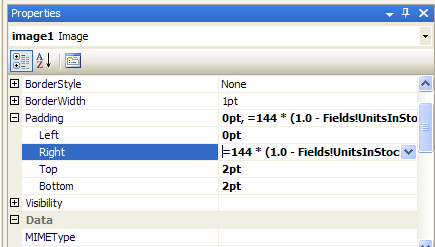 Properties
image1 Image
BorderStyle None
BorderWidth 1pt
Padding 0pt, =144 * (1.0 - Fields!UnitsInSto
Left 0pt
Right =144 * (1.0 - Fields!UnitsInStoc
Top 2pt
Bottom 2pt
Visibility
Data
MIMEType